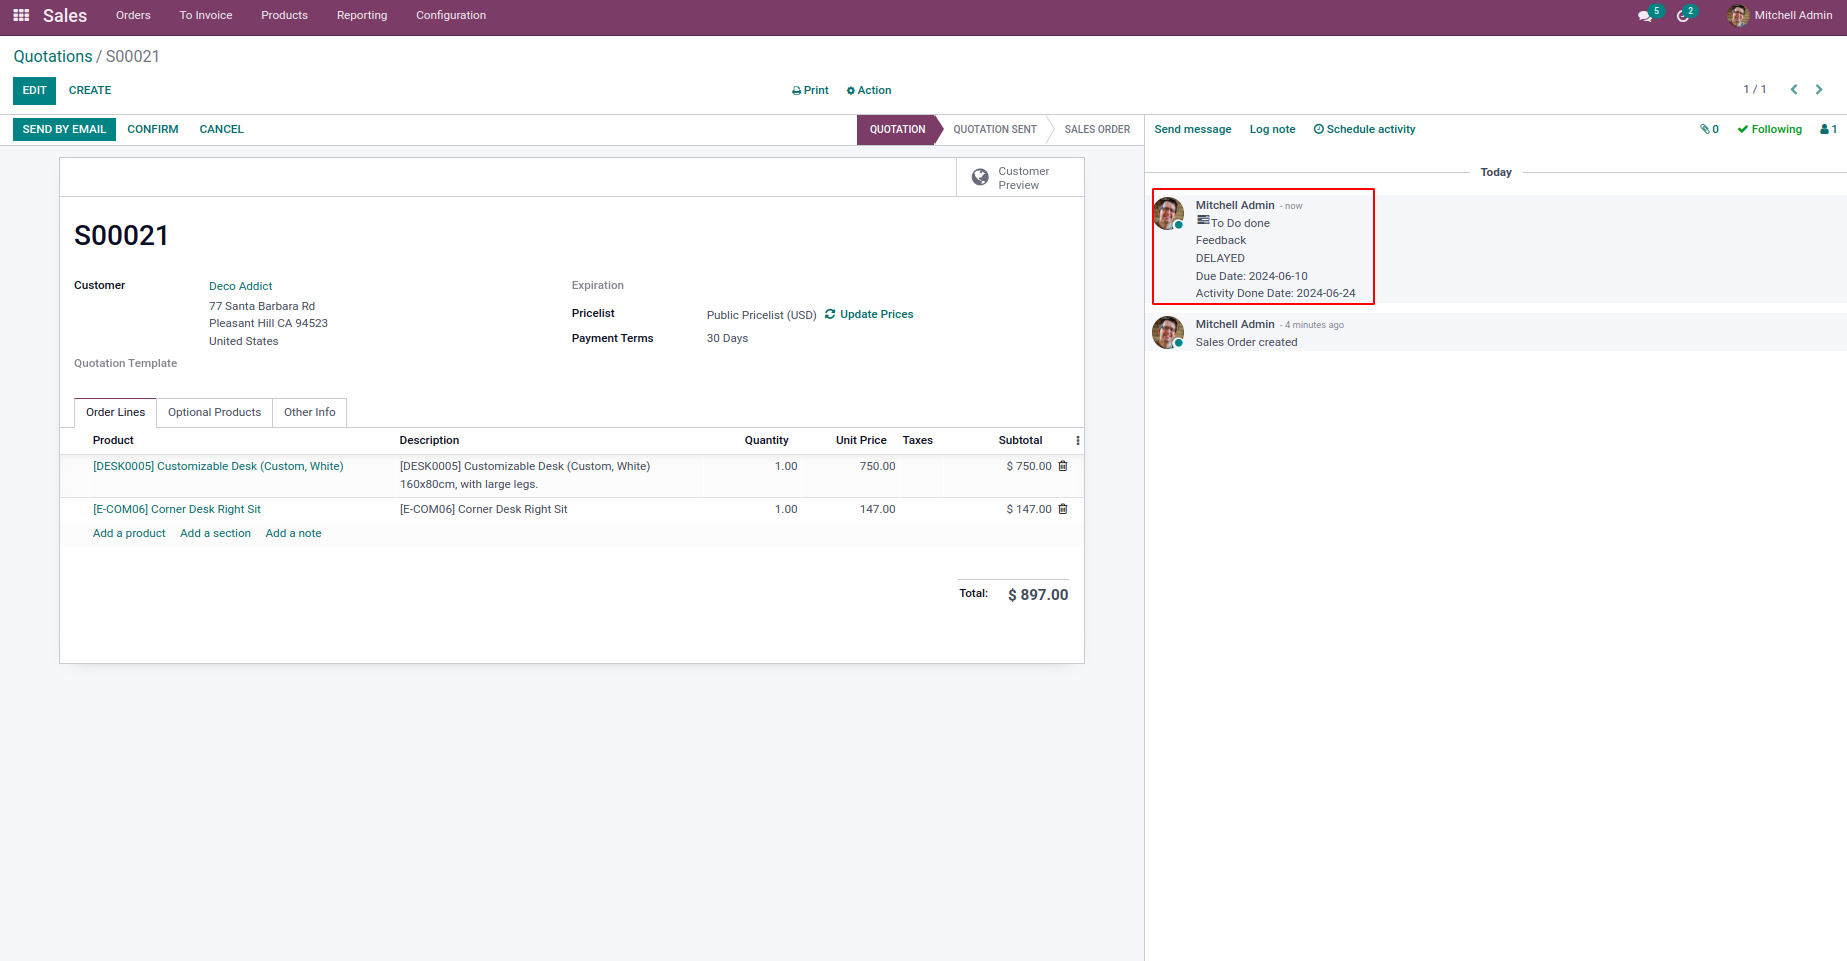 Sales Orders To Invoice Products Reporting Configuration 5 2 Mitchell Admin
Quotations / S00021
EDIT CREATE Print Action 1 / 1
SEND BY EMAIL CONFIRM CANCEL QUOTATION QUOTATION SENT SALES ORDER
Customer
Preview
S00021
Customer Deco Addict
77 Santa Barbara Rd
Pleasant Hill CA 94523
United States
Quotation Template
Expiration
Pricelist Public Pricelist (USD) Update Prices
Payment Terms 30 Days
Order Lines Optional Products Other Info
Product Description Quantity Unit Price Taxes Subtotal
[DESK0005] Customizable Desk (Custom, White) [DESK0005] Customizable Desk (Custom, White) 1.00 750.00 $ 750.00
160x80cm, with large legs.
[E-COM06] Corner Desk Right Sit [E-COM06] Corner Desk Right Sit 1.00 147.00 $ 147.00
Add a product Add a section Add a note
Total: $ 897.00
Send message Log note Schedule activity 0 Following 1
Today
Mitchell Admin - now
To Do done
Feedback
DELAYED
Due Date: 2024-06-10
Activity Done Date: 2024-06-24
Mitchell Admin - 4 minutes ago
Sales Order created